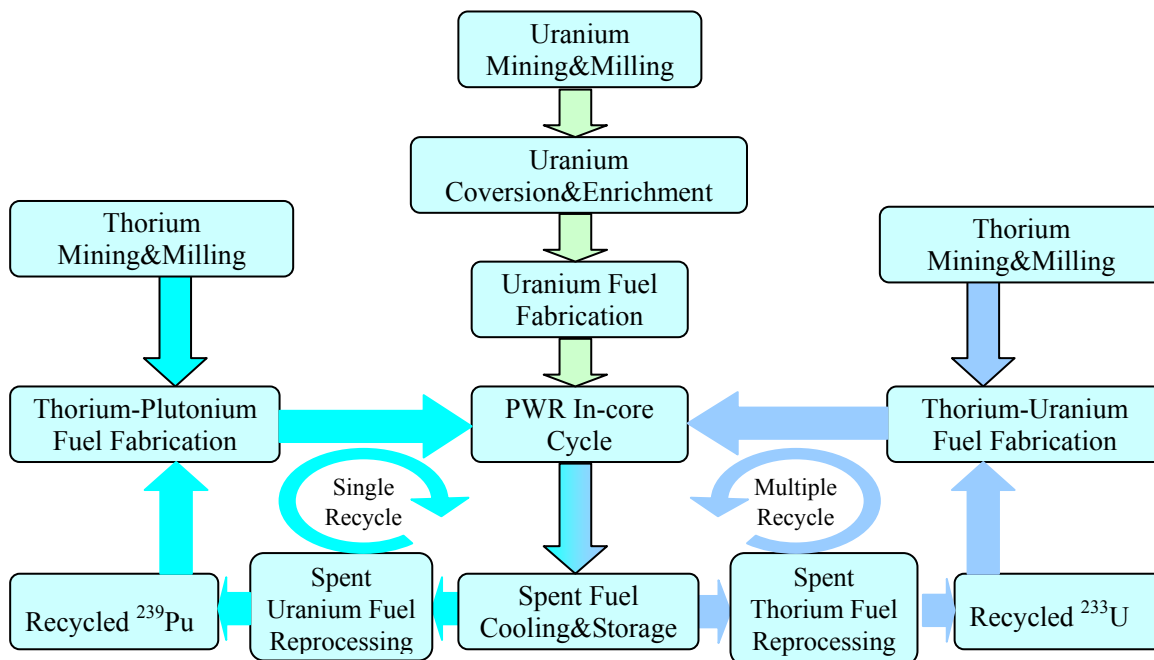 Uranium
Mining&Milling
Uranium
Coversion&Enrichment
Thorium
Mining&Milling
Thorium
Mining&Milling
Uranium Fuel
Fabrication
Thorium-Plutonium
Fuel Fabrication
PWR In-core
Cycle
Thorium-Uranium
Fuel Fabrication
Single
Recycle
Multiple
Recycle
Recycled ²³⁹Pu
Spent
Uranium Fuel
Reprocessing
Spent Fuel
Cooling&Storage
Spent
Thorium Fuel
Reprocessing
Recycled ²³³U